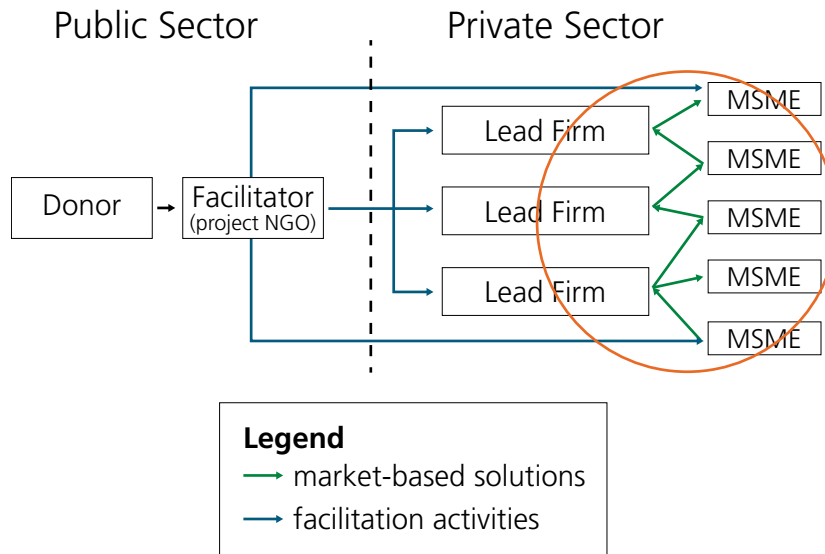 Public Sector
Private Sector
MSME
Lead Firm
MSME
Donor
Facilitator
(project NGO)
Lead Firm
MSME
Lead Firm
MSME
MSME
Legend
market-based solutions
facilitation activities